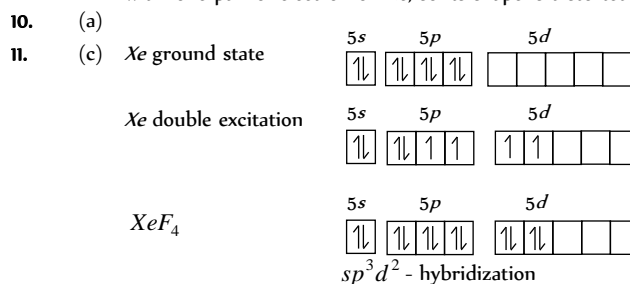 10. (a)
5s 5p 5d
11. (c) Xe ground state
5s 5p 5d
Xe double excitation
5s 5p 5d
XeF₄
sp³d² - hybridization